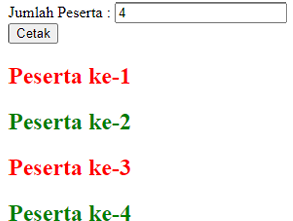 Jumlah Peserta : 4
Cetak
Peserta ke-1
Peserta ke-2
Peserta ke-3
Peserta ke-4